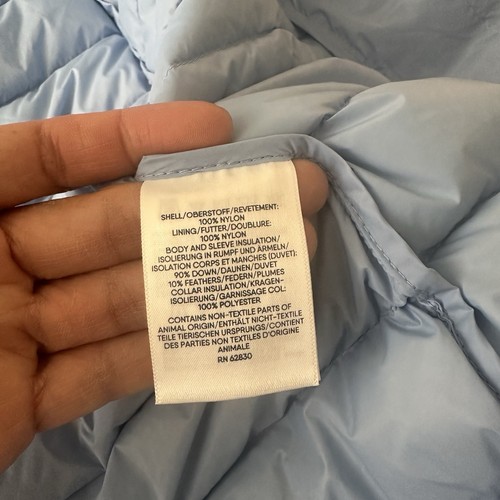 SHELL/OBERSTOFF/REVETEMENT:
100% NYLON
LINING/FUTTER/DOUBLURE:
100% NYLON
BODY AND SLEEVE INSULATION/
ISOLIERUNG IN RUMPF UND ÄRMELN/
ISOLATION CORPS ET MANCHES (DUVET):
90% DOWN/DAUNEN/DUVET
10% FEATHERS/FEDERN/PLUMES
COLLAR INSULATION/KRAGEN-
ISOLIERUNG/GARNISSAGE COL:
100% POLYESTER
CONTAINS NON-TEXTILE PARTS OF
ANIMAL ORIGIN/ENTHÄLT NICHT-TEXTILE
TEILE TIERISCHEN URSPRUNGS/CONTIENT
DES PARTIES NON TEXTILES D'ORIGINE
ANIMALE
RN 62830